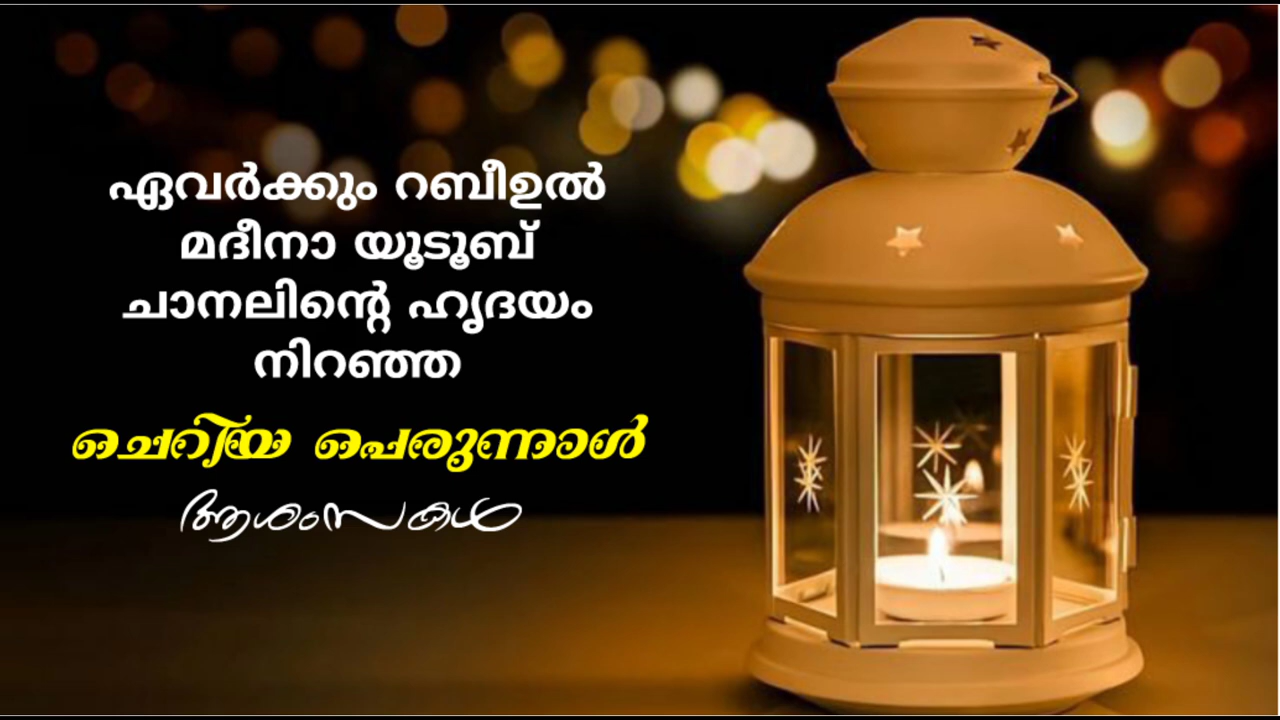 ഏവർക്കും റബീഉൽ
മദീനാ യൂടൂബ്
ചാനലിന്റെ ഹൃദയം
നിറഞ്ഞ
ചെറിയ പെരുന്നാൾ
ആശംസകൾ